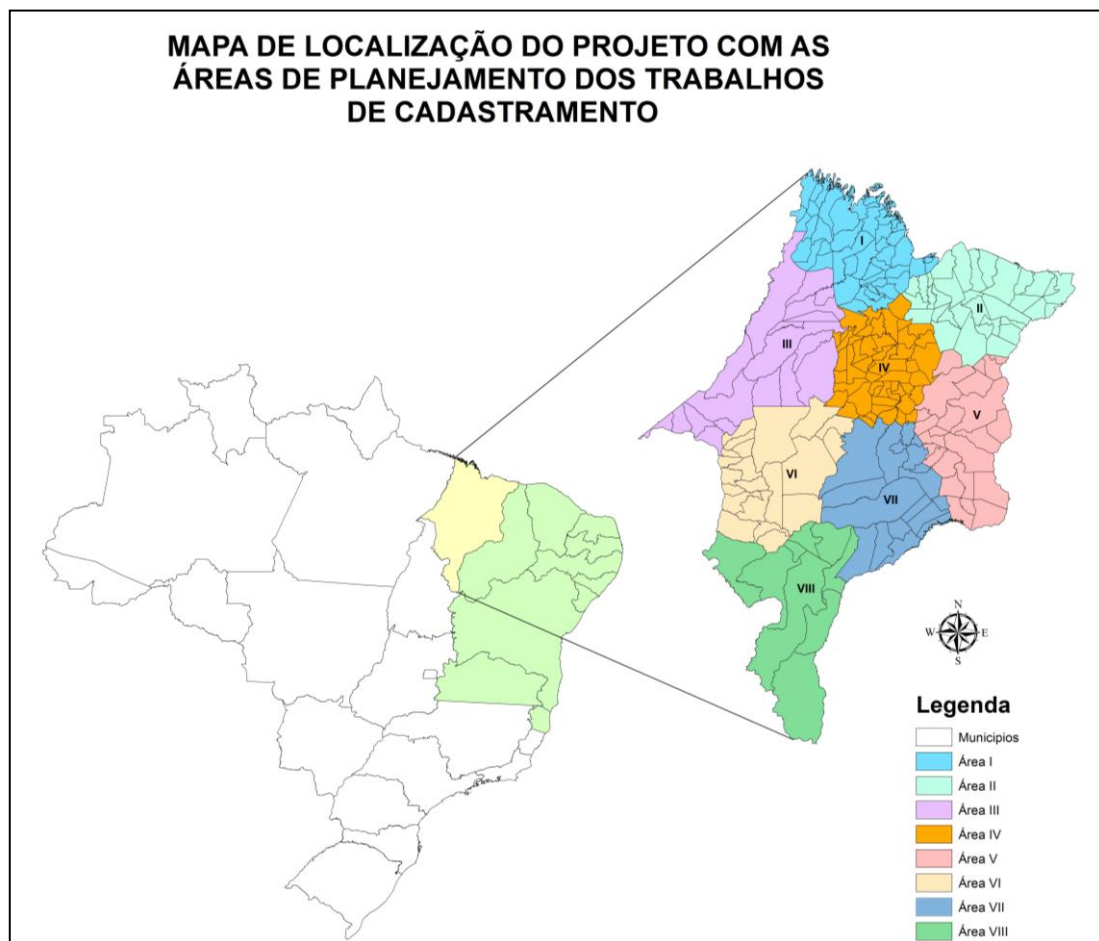 MAPA DE LOCALIZAÇÃO DO PROJETO COM AS
ÁREAS DE PLANEJAMENTO DOS TRABALHOS
DE CADASTRAMENTO
I
II
III
IV
V
VI
VII
VIII
N
W
E
S
Legenda
Municipios
Área I
Área II
Área III
Área IV
Área V
Área VI
Área VII
Área VIII